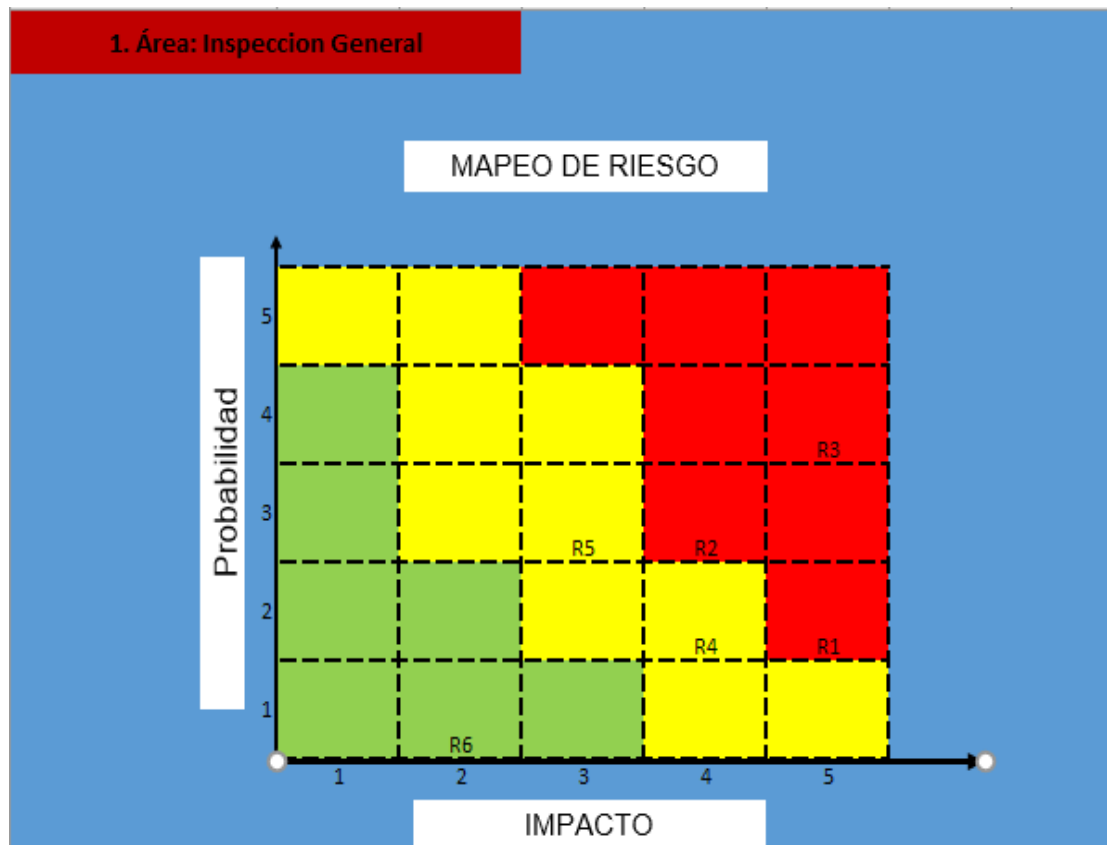 1. Área: Inspeccion General
MAPEO DE RIESGO
Probabilidad
5
4
R3
3
R5 R2
2
R4 R1
1
R6
1 2 3 4 5
IMPACTO